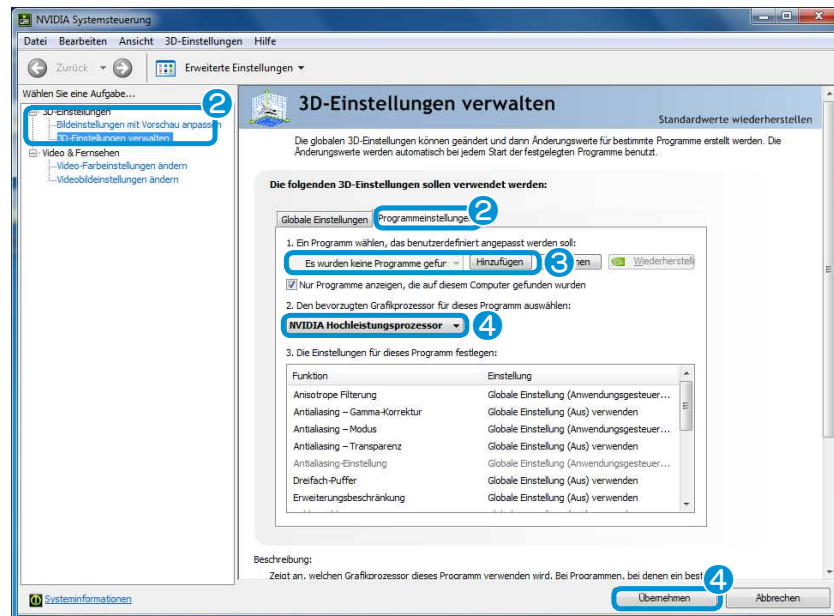 NVIDIA Systemsteuerung
Datei Bearbeiten Ansicht 3D-Einstellungen Hilfe
Zurück Erweiterte Einstellungen
Wählen Sie eine Aufgabe...
2
3D-Einstellungen
Bildeinstellungen mit Vorschau anpassen
3D-Einstellungen verwalten
Video & Fernsehen
Video-Farbeinstellungen ändern
Videobildeinstellungen ändern
3D-Einstellungen verwalten
Standardwerte wiederherstellen
Die globalen 3D-Einstellungen können geändert und dann Änderungswerte für bestimmte Programme erstellt werden. Die
Änderungswerte werden automatisch bei jedem Start der festgelegten Programme benutzt.
Die folgenden 3D-Einstellungen sollen verwendet werden:
Globale Einstellungen Programmeinstellungen 2
1. Ein Programm wählen, das benutzerdefiniert angepasst werden soll:
Es wurden keine Programme gefur Hinzufügen 3 nen Wiederherstell
Nur Programme anzeigen, die auf diesem Computer gefunden wurden
2. Den bevorzugten Grafikprozessor für dieses Programm auswählen:
NVIDIA Hochleistungsprozessor 4
3. Die Einstellungen für dieses Programm festlegen:
Funktion Einstellung
Anisotrope Filterung Globale Einstellung (Anwendungsgesteuer...
Antialiasing – Gamma-Korrektur Globale Einstellung (Aus) verwenden
Antialiasing – Modus Globale Einstellung (Anwendungsgesteuer...
Antialiasing – Transparenz Globale Einstellung (Aus) verwenden
Antialiasing-Einstellung Globale Einstellung (Anwendungsgesteuer...
Dreifach-Puffer Globale Einstellung (Aus) verwenden
Erweiterungsbeschränkung Globale Einstellung (Aus) verwenden
Beschreibung:
Zeigt an, welchen Grafikprozessor dieses Programm verwenden wird. Bei Programmen, bei denen ein best
4
Systeminformationen
Übernehmen Abbrechen